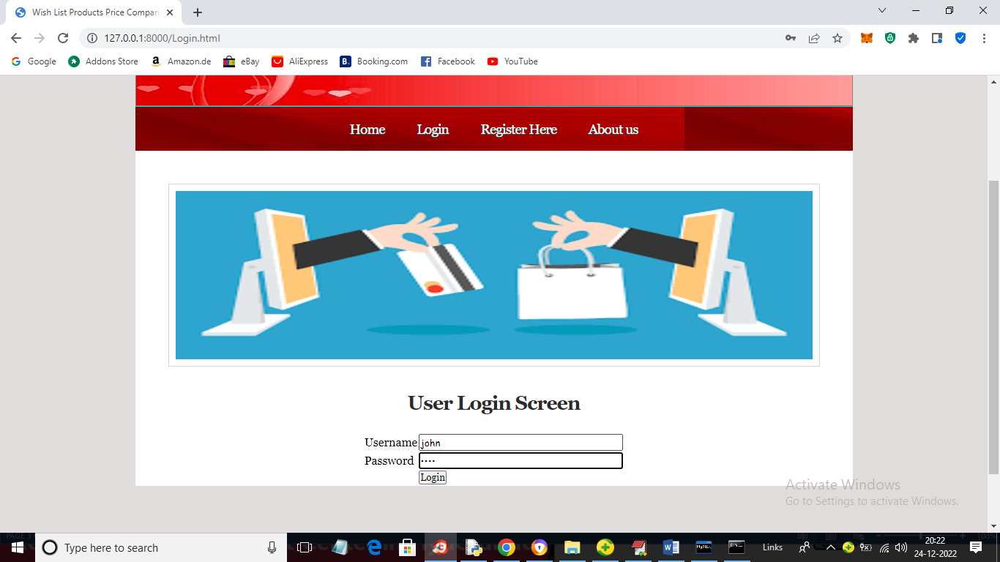 Wish List Products Price Compari
127.0.0.1:8000/Login.html
Google Addons Store Amazon.de eBay AliExpress Booking.com Facebook YouTube
Home Login Register Here About us
User Login Screen
Username john
Password ····
Login
Activate Windows
Go to Settings to activate Windows.
Type here to search
Links
20:22
24-12-2022